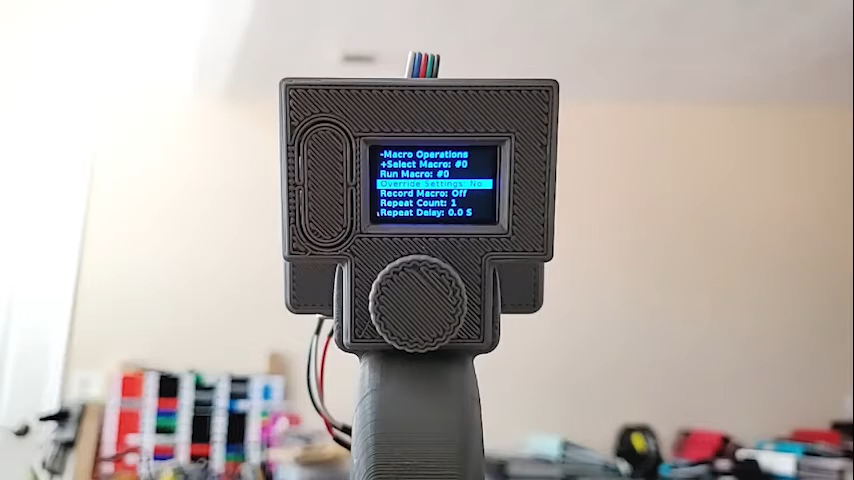 -Macro Operations
+Select Macro: #0
Run Macro: #0
Override Settings: No
Record Macro: Off
Repeat Count: 1
Repeat Delay: 0.0 S